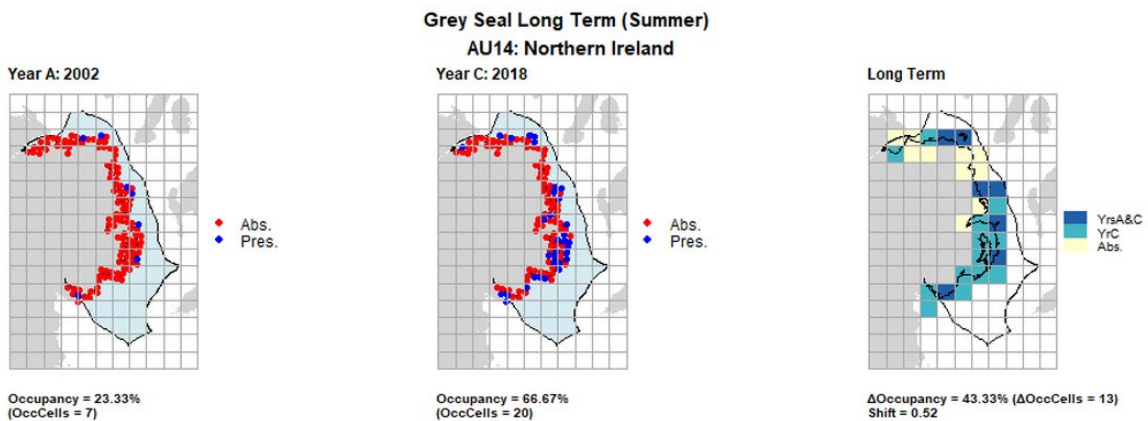 Grey Seal Long Term (Summer)
AU14: Northern Ireland
Year A: 2002
Abs.
Pres.
Occupancy = 23.33%
(OccCells = 7)
Year C: 2018
Abs.
Pres.
Occupancy = 66.67%
(OccCells = 20)
Long Term
YrsA&C
YrC
Abs.
ΔOccupancy = 43.33% (ΔOccCells = 13)
Shift = 0.52